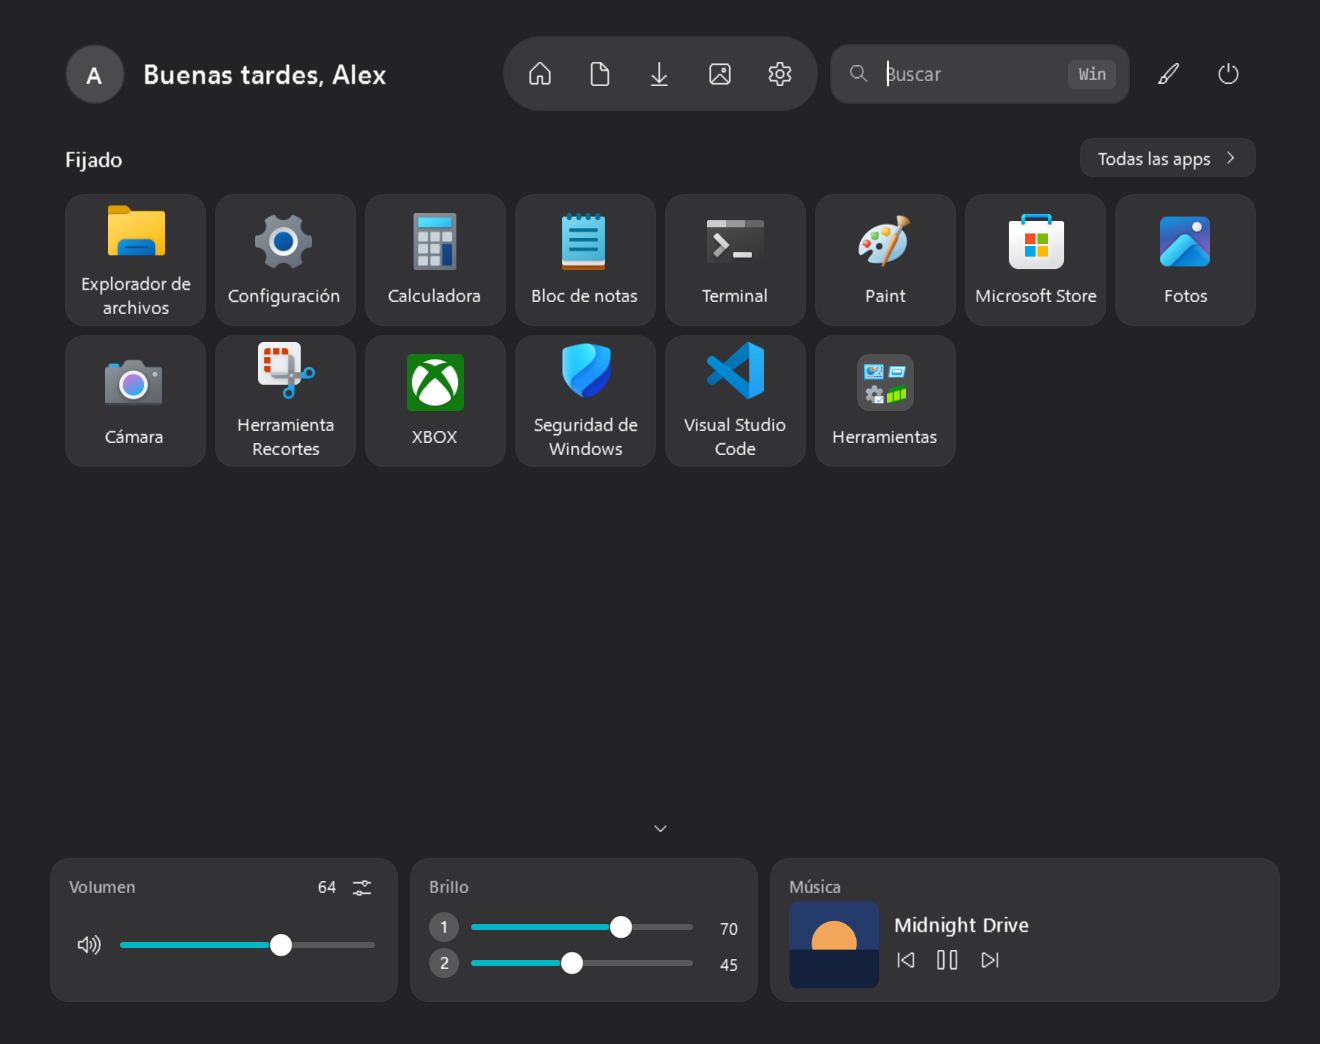 A
Buenas tardes, Alex
Buscar
Win
Fijado
Todas las apps
Explorador de
archivos
Configuración
Calculadora
Bloc de notas
Terminal
Paint
Microsoft Store
Fotos
Cámara
Herramienta
Recortes
XBOX
Seguridad de
Windows
Visual Studio
Code
Herramientas
Volumen
64
Brillo
1
70
2
45
Música
Midnight Drive